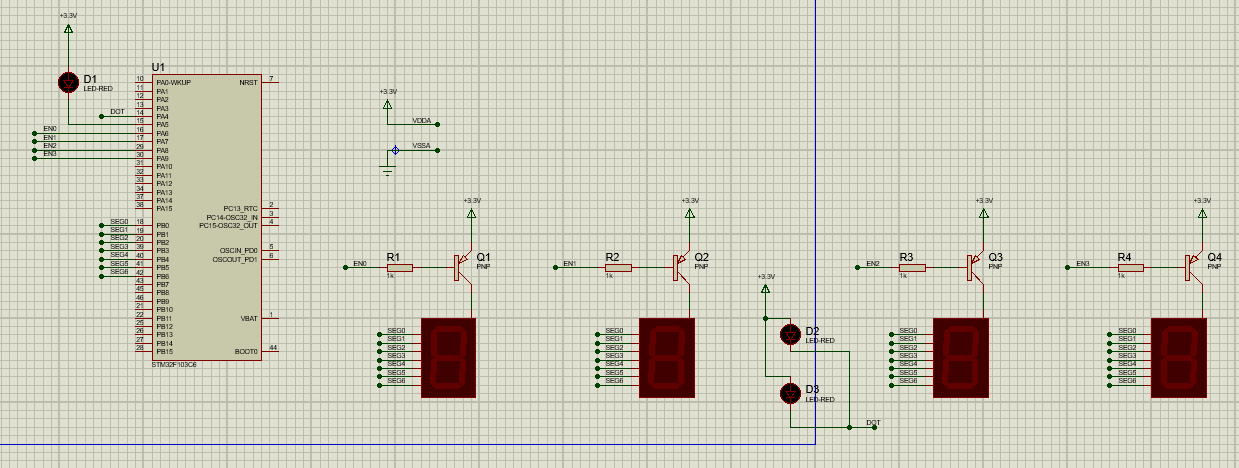 +3.3V
D1
LED-RED
U1
10 PA0-WKUP
11 PA1
12 PA2
13 PA3
DOT 14 PA4
15 PA5
EN0 16 PA6
EN1 17 PA7
EN2 29 PA8
EN3 30 PA9
31 PA10
32 PA11
33 PA12
34 PA13
37 PA14
38 PA15
SEG0 18 PB0
SEG1 19 PB1
SEG2 20 PB2
SEG3 39 PB3
SEG4 40 PB4
SEG5 41 PB5
SEG6 42 PB6
43 PB7
45 PB8
46 PB9
21 PB10
22 PB11
25 PB12
26 PB13
27 PB14
28 PB15
NRST 7
PC13_RTC 2
PC14-OSC32_IN 3
PC15-OSC32_OUT 4
OSCIN_PD0 5
OSCOUT_PD1 6
VBAT 1
BOOT0 44
STM32F103C6
+3.3V
VDDA
VSSA
+3.3V
EN0
R1
1k
Q1
PNP
SEG0
SEG1
SEG2
SEG3
SEG4
SEG5
SEG6
+3.3V
EN1
R2
1k
Q2
PNP
SEG0
SEG1
SEG2
SEG3
SEG4
SEG5
SEG6
+3.3V
D2
LED-RED
D3
LED-RED
DOT
+3.3V
EN2
R3
1k
Q3
PNP
SEG0
SEG1
SEG2
SEG3
SEG4
SEG5
SEG6
+3.3V
EN3
R4
1k
Q4
PNP
SEG0
SEG1
SEG2
SEG3
SEG4
SEG5
SEG6